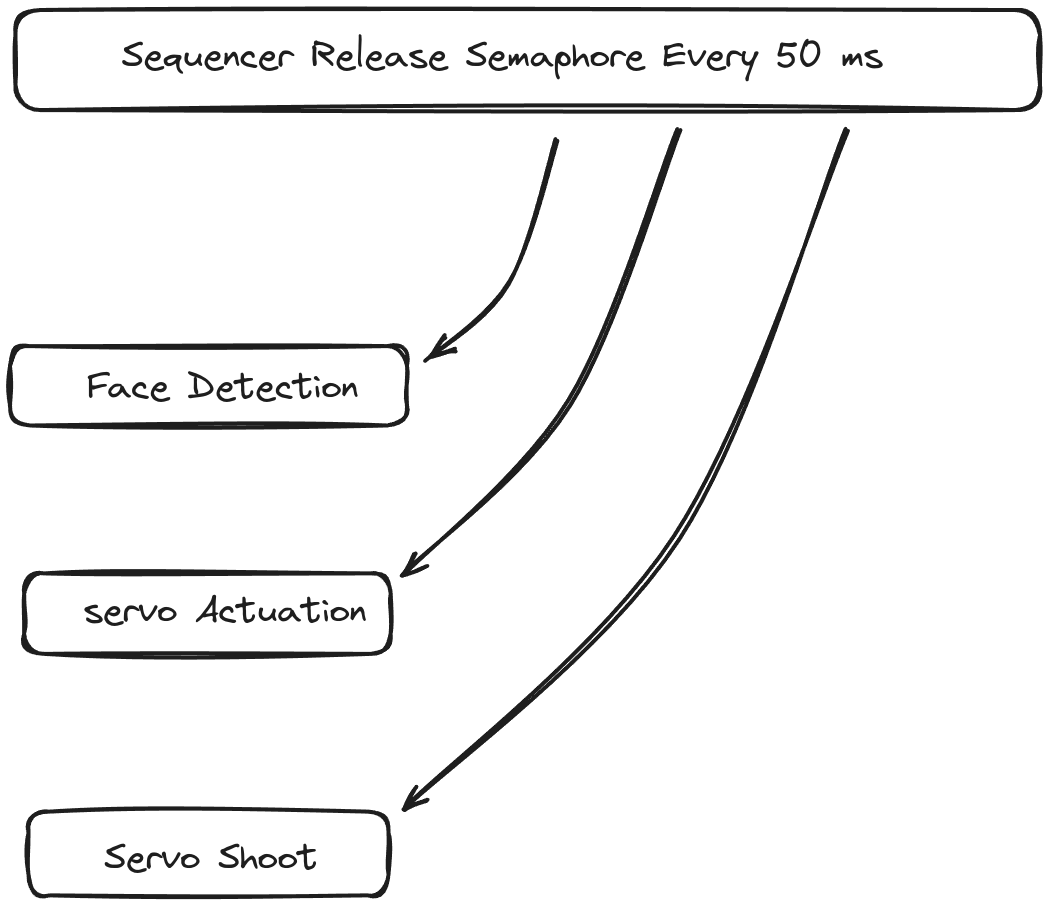 Sequencer Release Semaphore Every 50 ms
Face Detection
servo Actuation
Servo Shoot